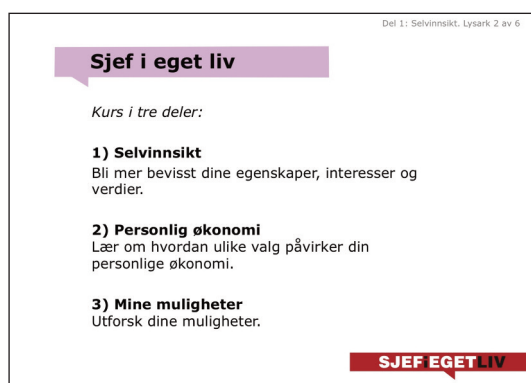 Del 1: Selvinnsikt. Lysark 2 av 6
Sjef i eget liv
Kurs i tre deler:
1) Selvinnsikt
Bli mer bevisst dine egenskaper, interesser og
verdier.
2) Personlig økonomi
Lær om hvordan ulike valg påvirker din
personlige økonomi.
3) Mine muligheter
Utforsk dine muligheter.
SJEFiEGETLIV